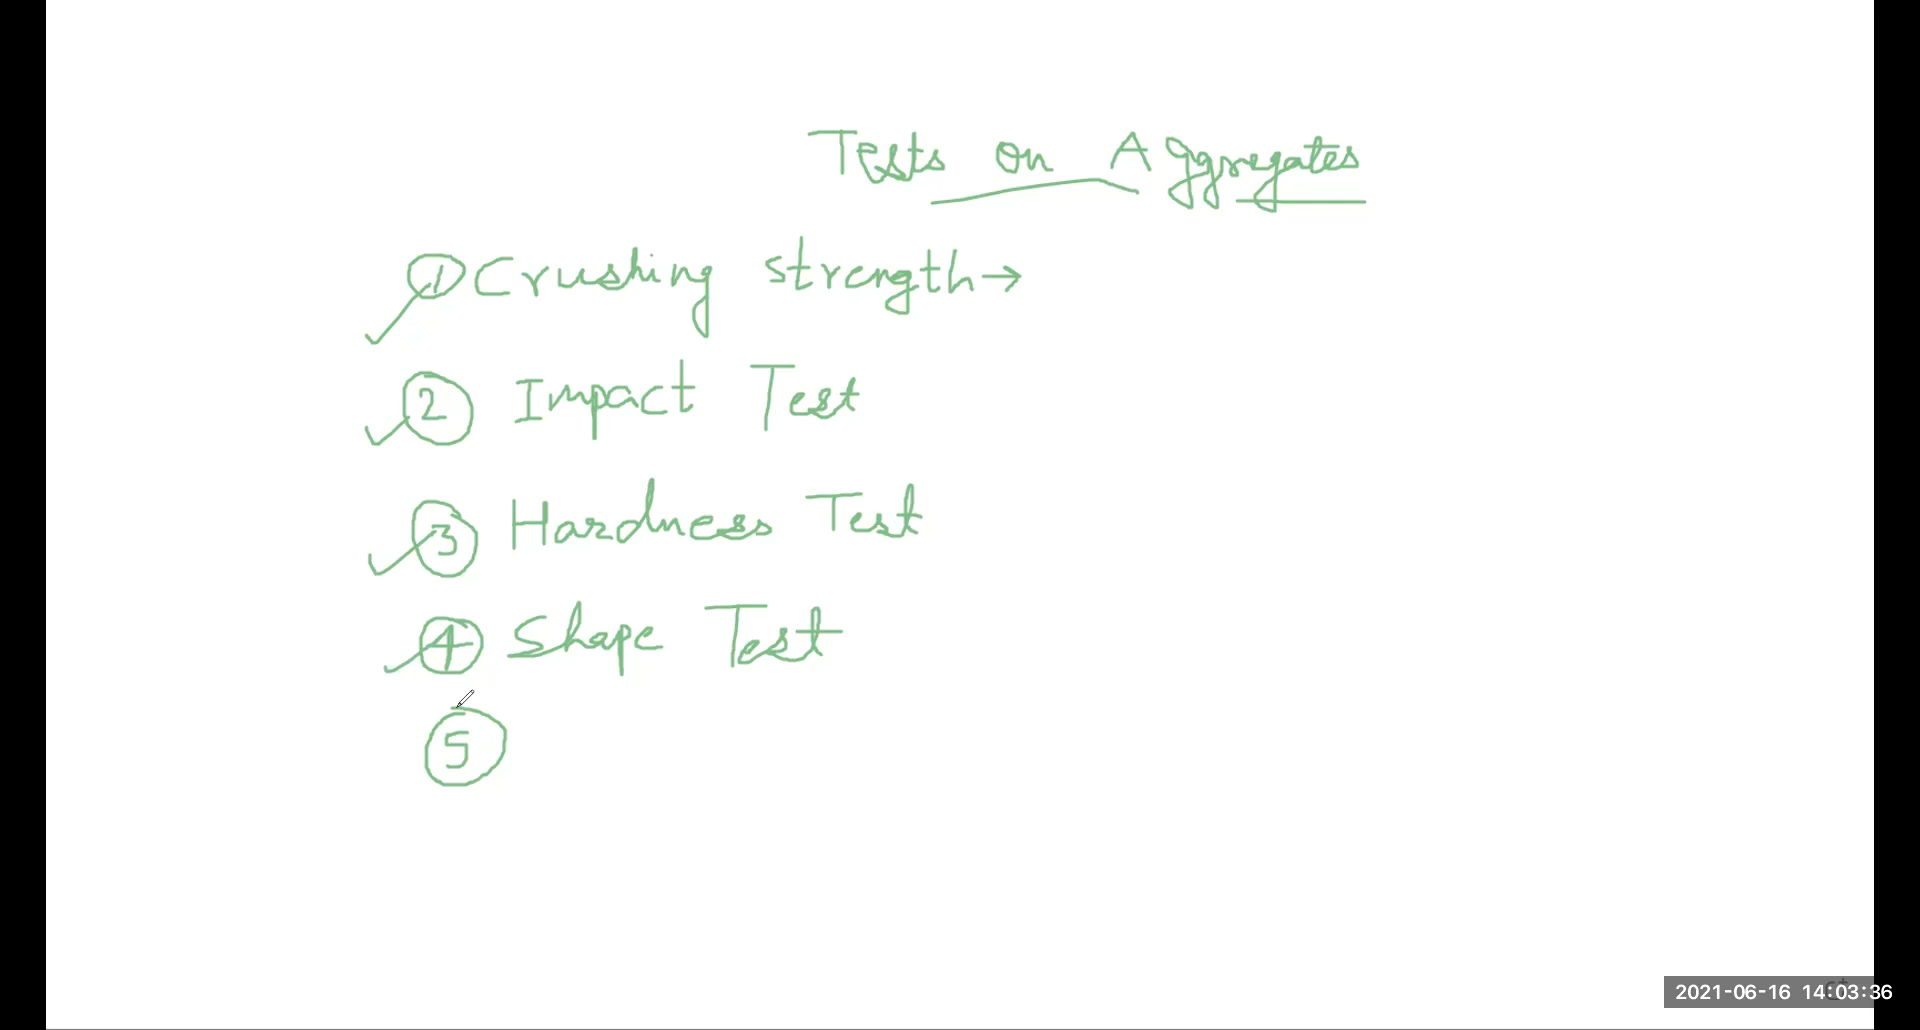 Tests on Aggregates
① Crushing strength →
② Impact Test
③ Hardness Test
④ Shape Test
⑤
2021-06-16 14:03:36